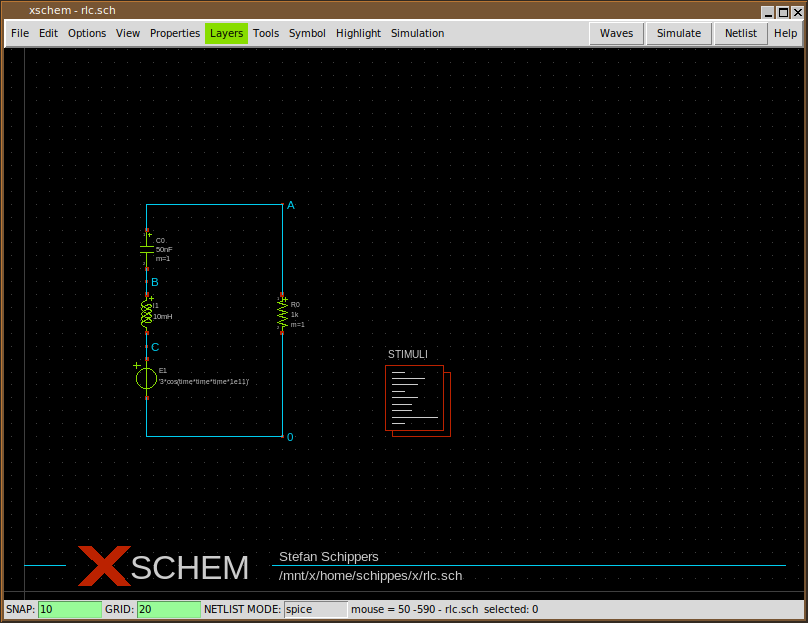 xschem - rlc.sch
File Edit Options View Properties Layers Tools Symbol Highlight Simulation Waves Simulate Netlist Help
A
C0
50nF
m=1
B
l1
10mH
R0
1k
m=1
C
E1
'3*cos(time*time*time*1e11)'
STIMULI
0
XSCHEM
Stefan Schippers
/mnt/x/home/schippes/x/rlc.sch
SNAP: 10 GRID: 20 NETLIST MODE: spice mouse = 50 -590 - rlc.sch selected: 0